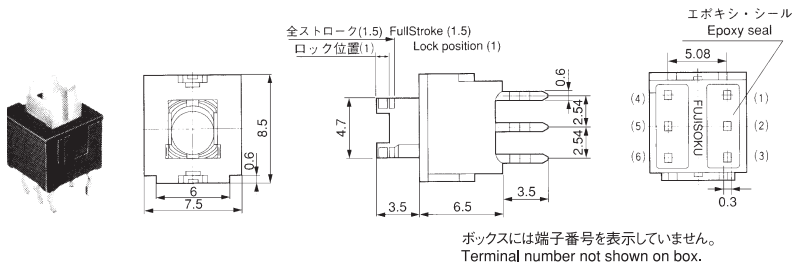 全ストローク(1.5) FullStroke (1.5)
ロック位置(1) Lock position (1)
エポキシ・シール
Epoxy seal
5.08
0.6
2.54
2.54
4.7
8.5
0.6
6
7.5
3.5
6.5
3.5
(4)
(5)
(6)
FUJISOKU
(1)
(2)
(3)
0.3
ボックスには端子番号を表示していません。
Terminal number not shown on box.